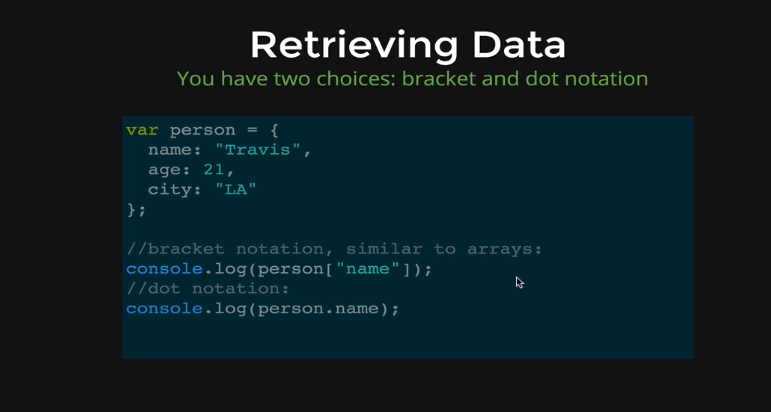 Retrieving Data
You have two choices: bracket and dot notation
var person = {
  name: "Travis",
  age: 21,
  city: "LA"
};
//bracket notation, similar to arrays:
console.log(person["name"]);
//dot notation:
console.log(person.name);